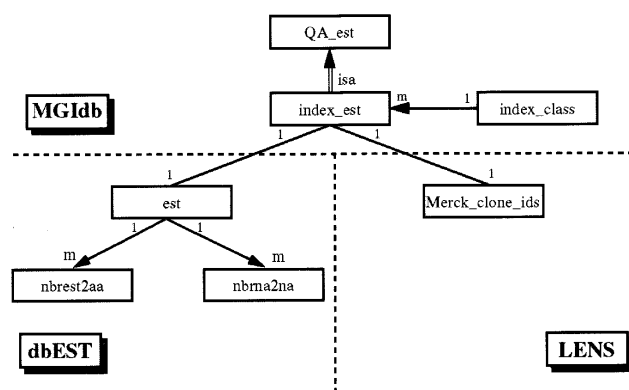 QA_est
isa
MGIdb
index_est
m
1
index_class
1
1
1
1
est
Merck_clone_ids
1
1
m
m
nbrest2aa
nbrna2na
dbEST
LENS